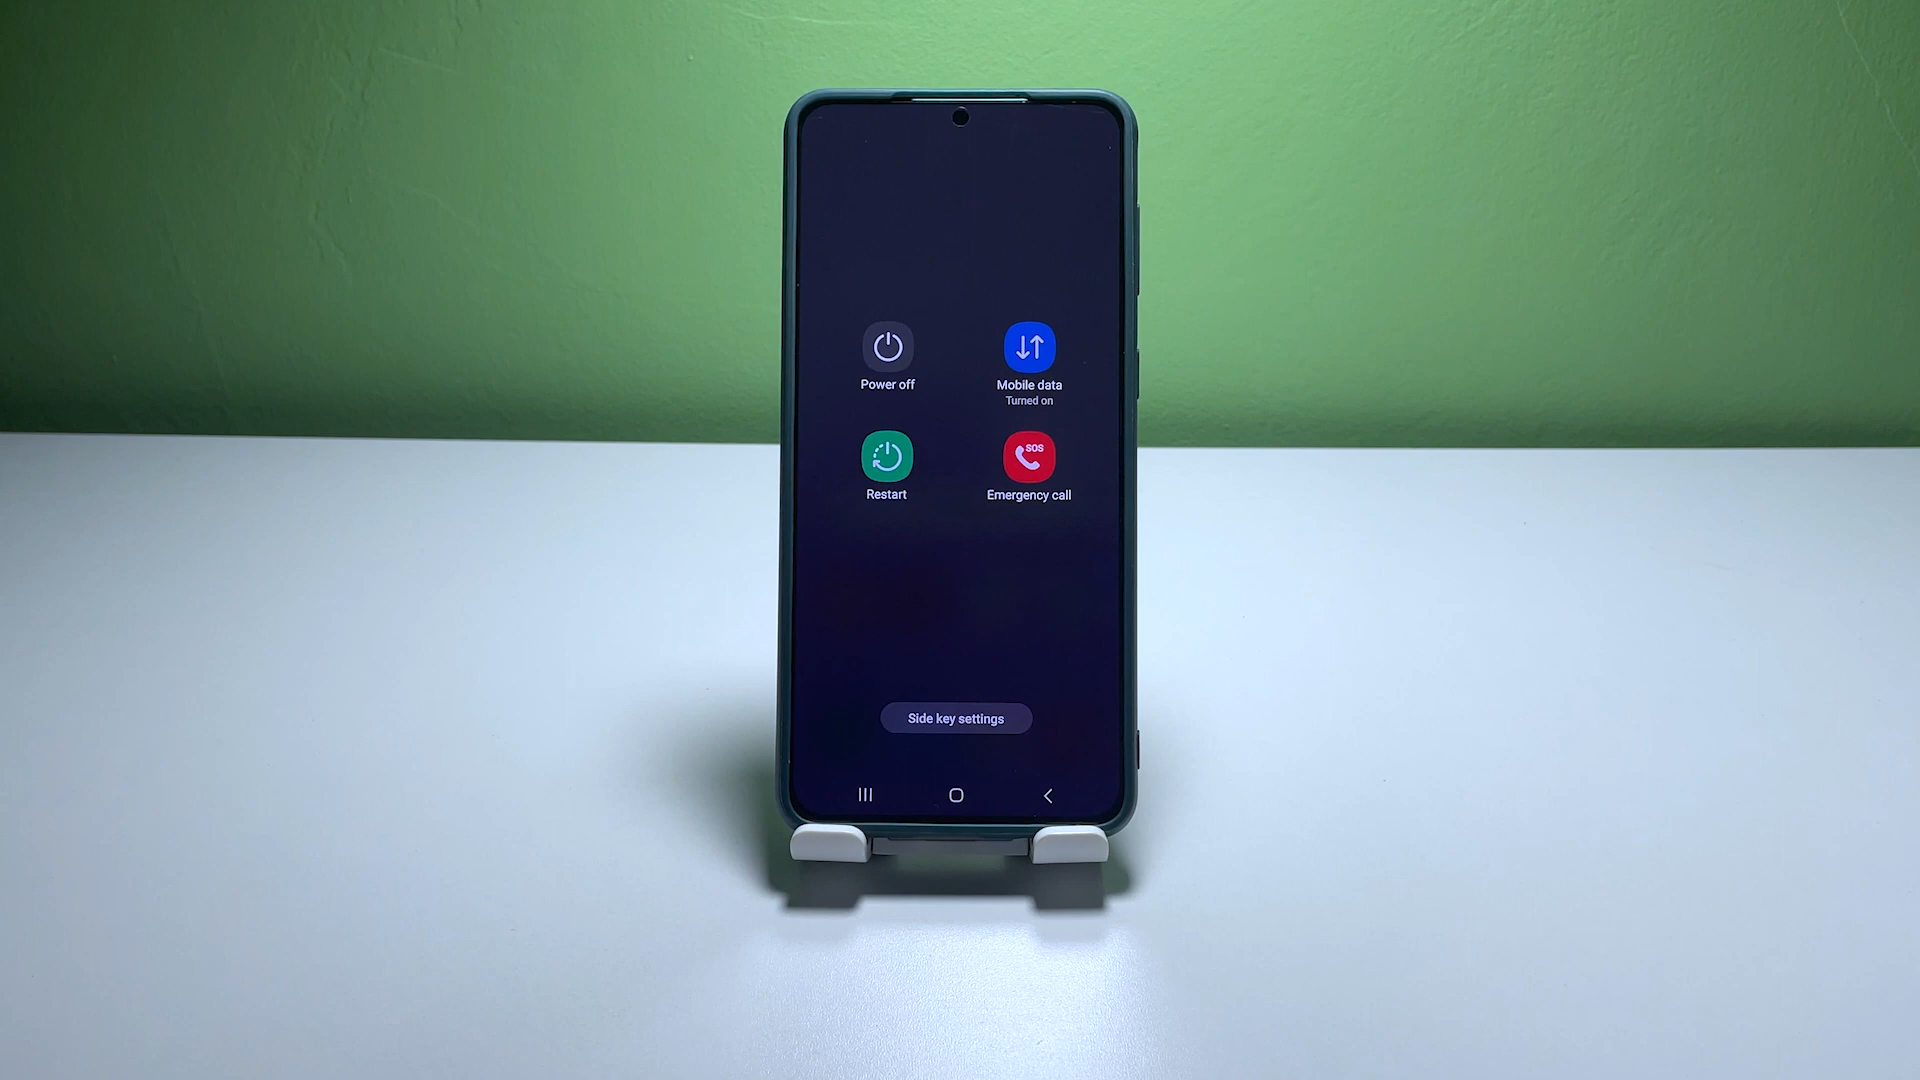 Power off
Mobile data
Turned on
Restart
SOS
Emergency call
Side key settings